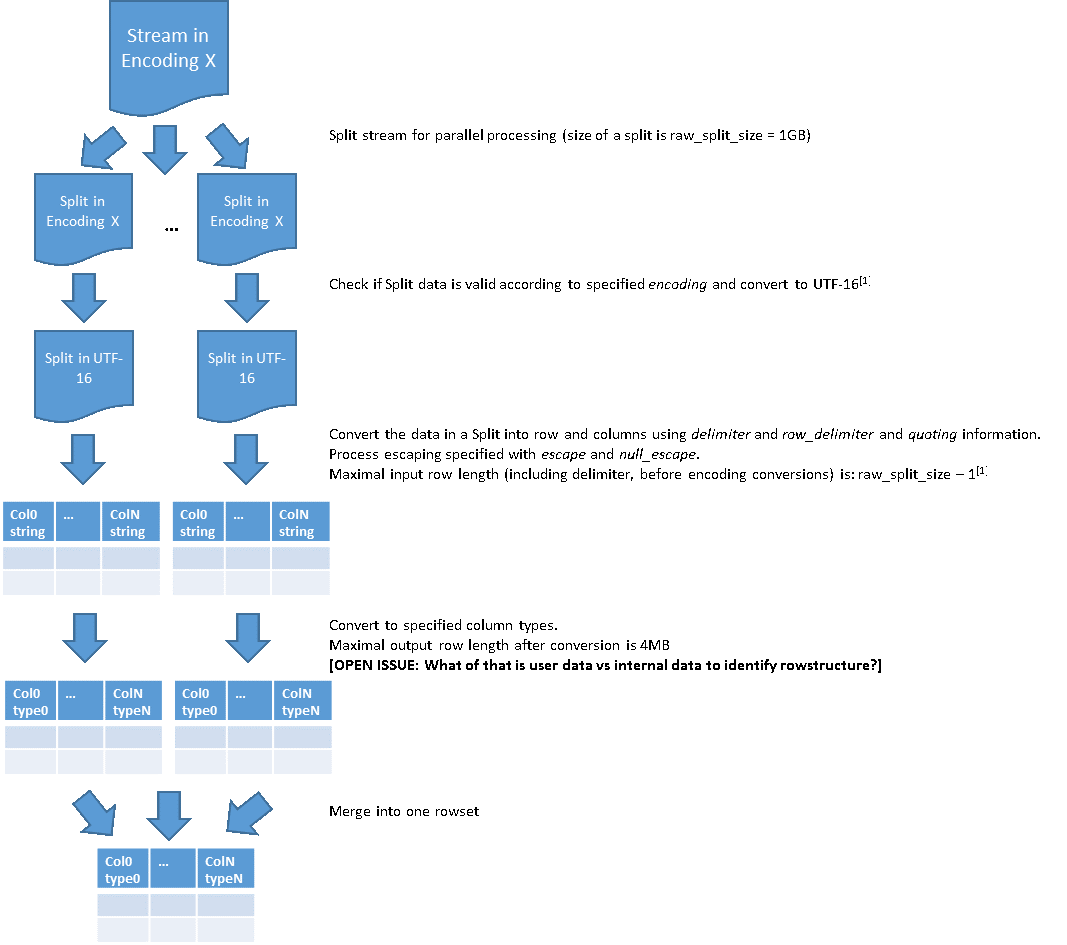 Stream in
Encoding X
Split stream for parallel processing (size of a split is raw_split_size = 1GB)
Split in
Encoding X
...
Split in
Encoding X
Check if Split data is valid according to specified encoding and convert to UTF-16[1]
Split in UTF-
16
Split in UTF-
16
Convert the data in a Split into row and columns using delimiter and row_delimiter and quoting information.
Process escaping specified with escape and null_escape.
Maximal input row length (including delimiter, before encoding conversions) is: raw_split_size – 1[1]
Col0 ... ColN
string string
Col0 ... ColN
string string
Convert to specified column types.
Maximal output row length after conversion is 4MB
[OPEN ISSUE: What of that is user data vs internal data to identify rowstructure?]
Col0 ... ColN
type0 typeN
Col0 ... ColN
type0 typeN
Merge into one rowset
Col0 ... ColN
type0 typeN